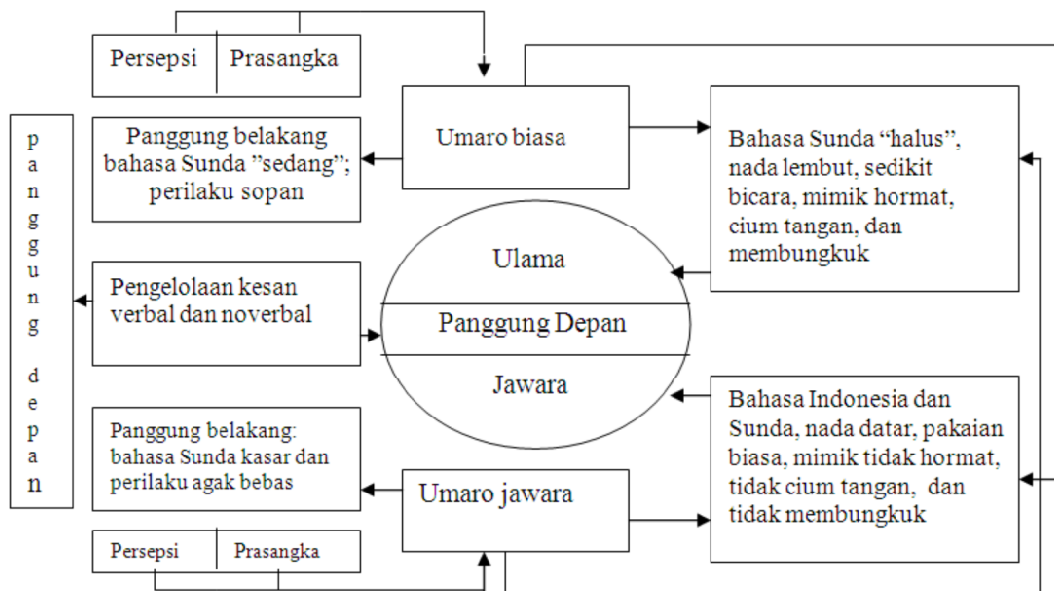 Persepsi Prasangka
panggung depan
Panggung belakang
bahasa Sunda ”sedang”;
perilaku sopan
Umaro biasa
Bahasa Sunda “halus”,
nada lembut, sedikit
bicara, mimik hormat,
cium tangan, dan
membungkuk
Pengelolaan kesan
verbal dan noverbal
Ulama
Panggung Depan
Jawara
Panggung belakang:
bahasa Sunda kasar dan
perilaku agak bebas
Umaro jawara
Bahasa Indonesia dan
Sunda, nada datar, pakaian
biasa, mimik tidak hormat,
tidak cium tangan, dan
tidak membungkuk
Persepsi Prasangka